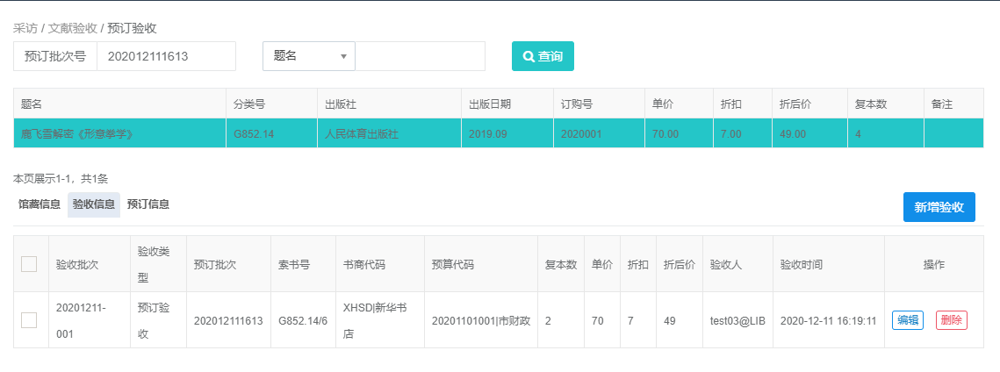 采访 / 文献验收 / 预订验收
预订批次号 202012111613 题名 查询
题名 分类号 出版社 出版日期 订购号 单价 折扣 折后价 复本数 备注
鹿飞雪解密《形意拳学》 G852.14 人民体育出版社 2019.09 2020001 70.00 7.00 49.00 4
本页展示1-1，共1条
馆藏信息 验收信息 预订信息 新增验收
验收批次 验收类型 预订批次 索书号 书商代码 预算代码 复本数 单价 折扣 折后价 验收人 验收时间 操作
20201211-001 预订验收 202012111613 G852.14/6 XHSD|新华书店 20201101001|市财政 2 70 7 49 test03@LIB 2020-12-11 16:19:11 编辑 删除